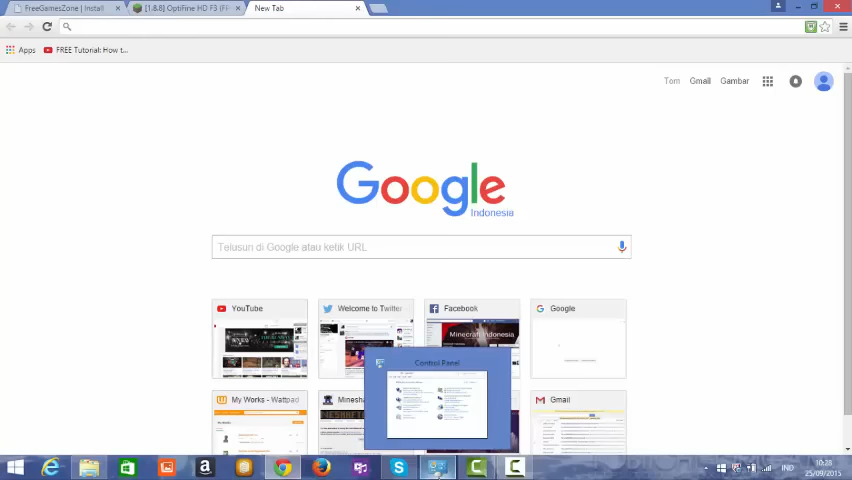 FreeGamesZone | Install
[1.8.8] OptiFine HD F3 (FP
New Tab
Apps
FREE Tutorial: How t...
Tom
Gmail
Gambar
Google
Indonesia
Telusuri di Google atau ketik URL
YouTube
Welcome to Twitter
Facebook
Google
Minecraft Indonesia
Control Panel
My Works - Wattpad
Minesh
Gmail
IND
10:28
25/09/2015